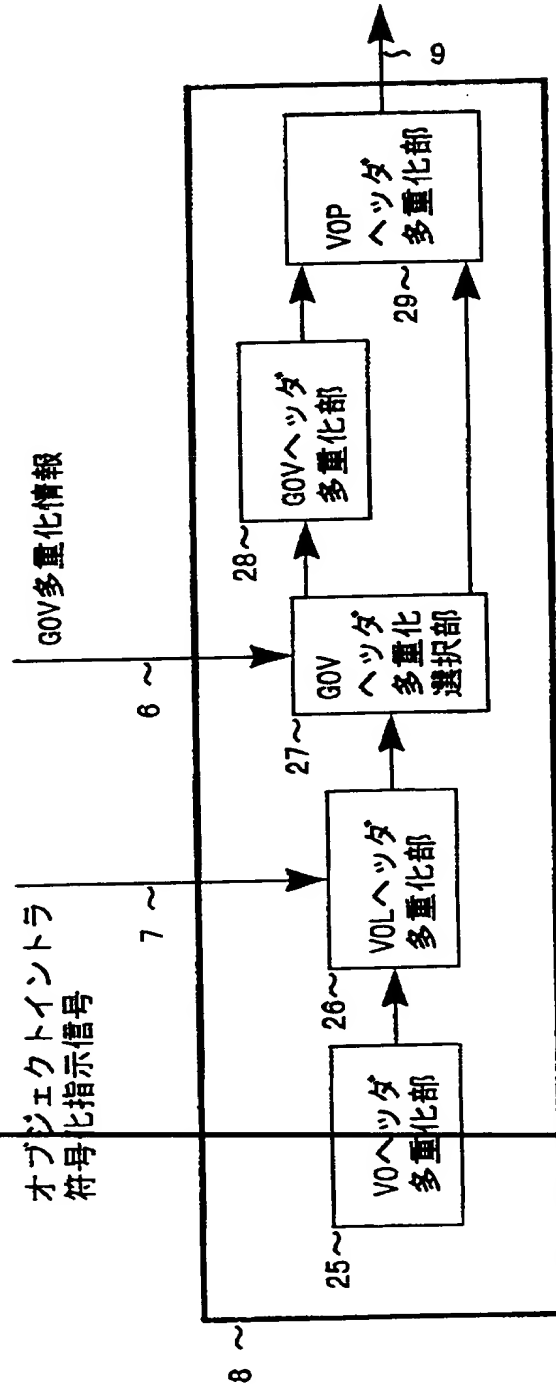 オブジェクトイントラ
符号化指示信号
GOV多重化情報
7
6
8
25
VOヘッダ
多重化部
26
VOLヘッダ
多重化部
27
GOV
ヘッダ
多重化
選択部
28
GOVヘッダ
多重化部
29
VOP
ヘッダ
多重化部
9